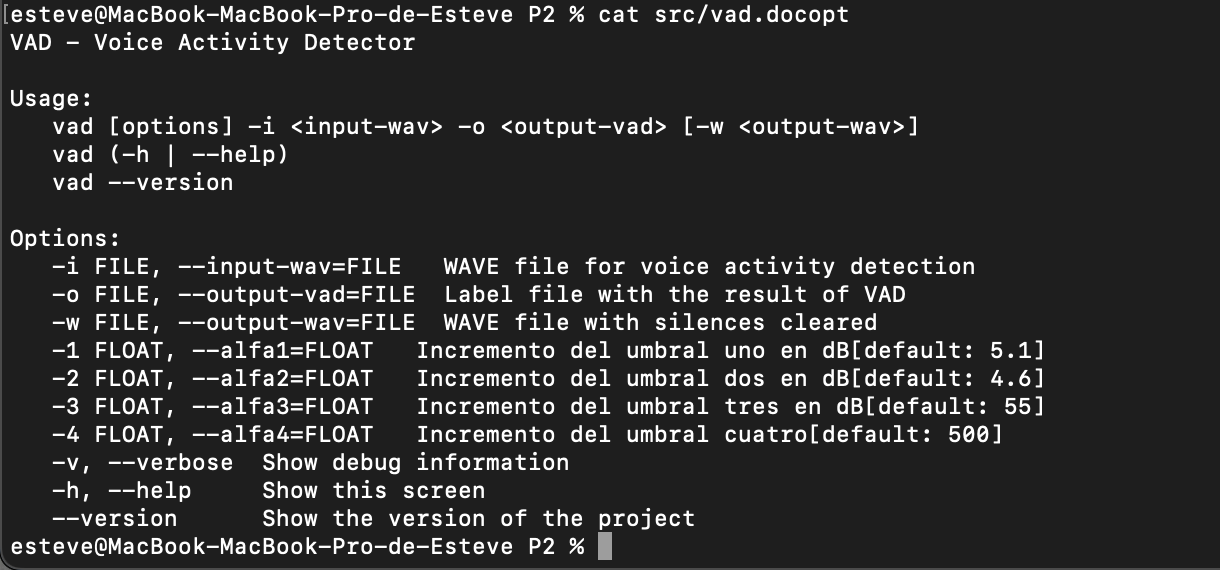 [esteve@MacBook-MacBook-Pro-de-Esteve P2 % cat src/vad.docopt
VAD - Voice Activity Detector

Usage:
   vad [options] -i <input-wav> -o <output-vad> [-w <output-wav>]
   vad (-h | --help)
   vad --version

Options:
   -i FILE, --input-wav=FILE   WAVE file for voice activity detection
   -o FILE, --output-vad=FILE  Label file with the result of VAD
   -w FILE, --output-wav=FILE  WAVE file with silences cleared
   -1 FLOAT, --alfa1=FLOAT   Incremento del umbral uno en dB[default: 5.1]
   -2 FLOAT, --alfa2=FLOAT   Incremento del umbral dos en dB[default: 4.6]
   -3 FLOAT, --alfa3=FLOAT   Incremento del umbral tres en dB[default: 55]
   -4 FLOAT, --alfa4=FLOAT   Incremento del umbral cuatro[default: 500]
   -v, --verbose  Show debug information
   -h, --help     Show this screen
   --version      Show the version of the project
esteve@MacBook-MacBook-Pro-de-Esteve P2 %